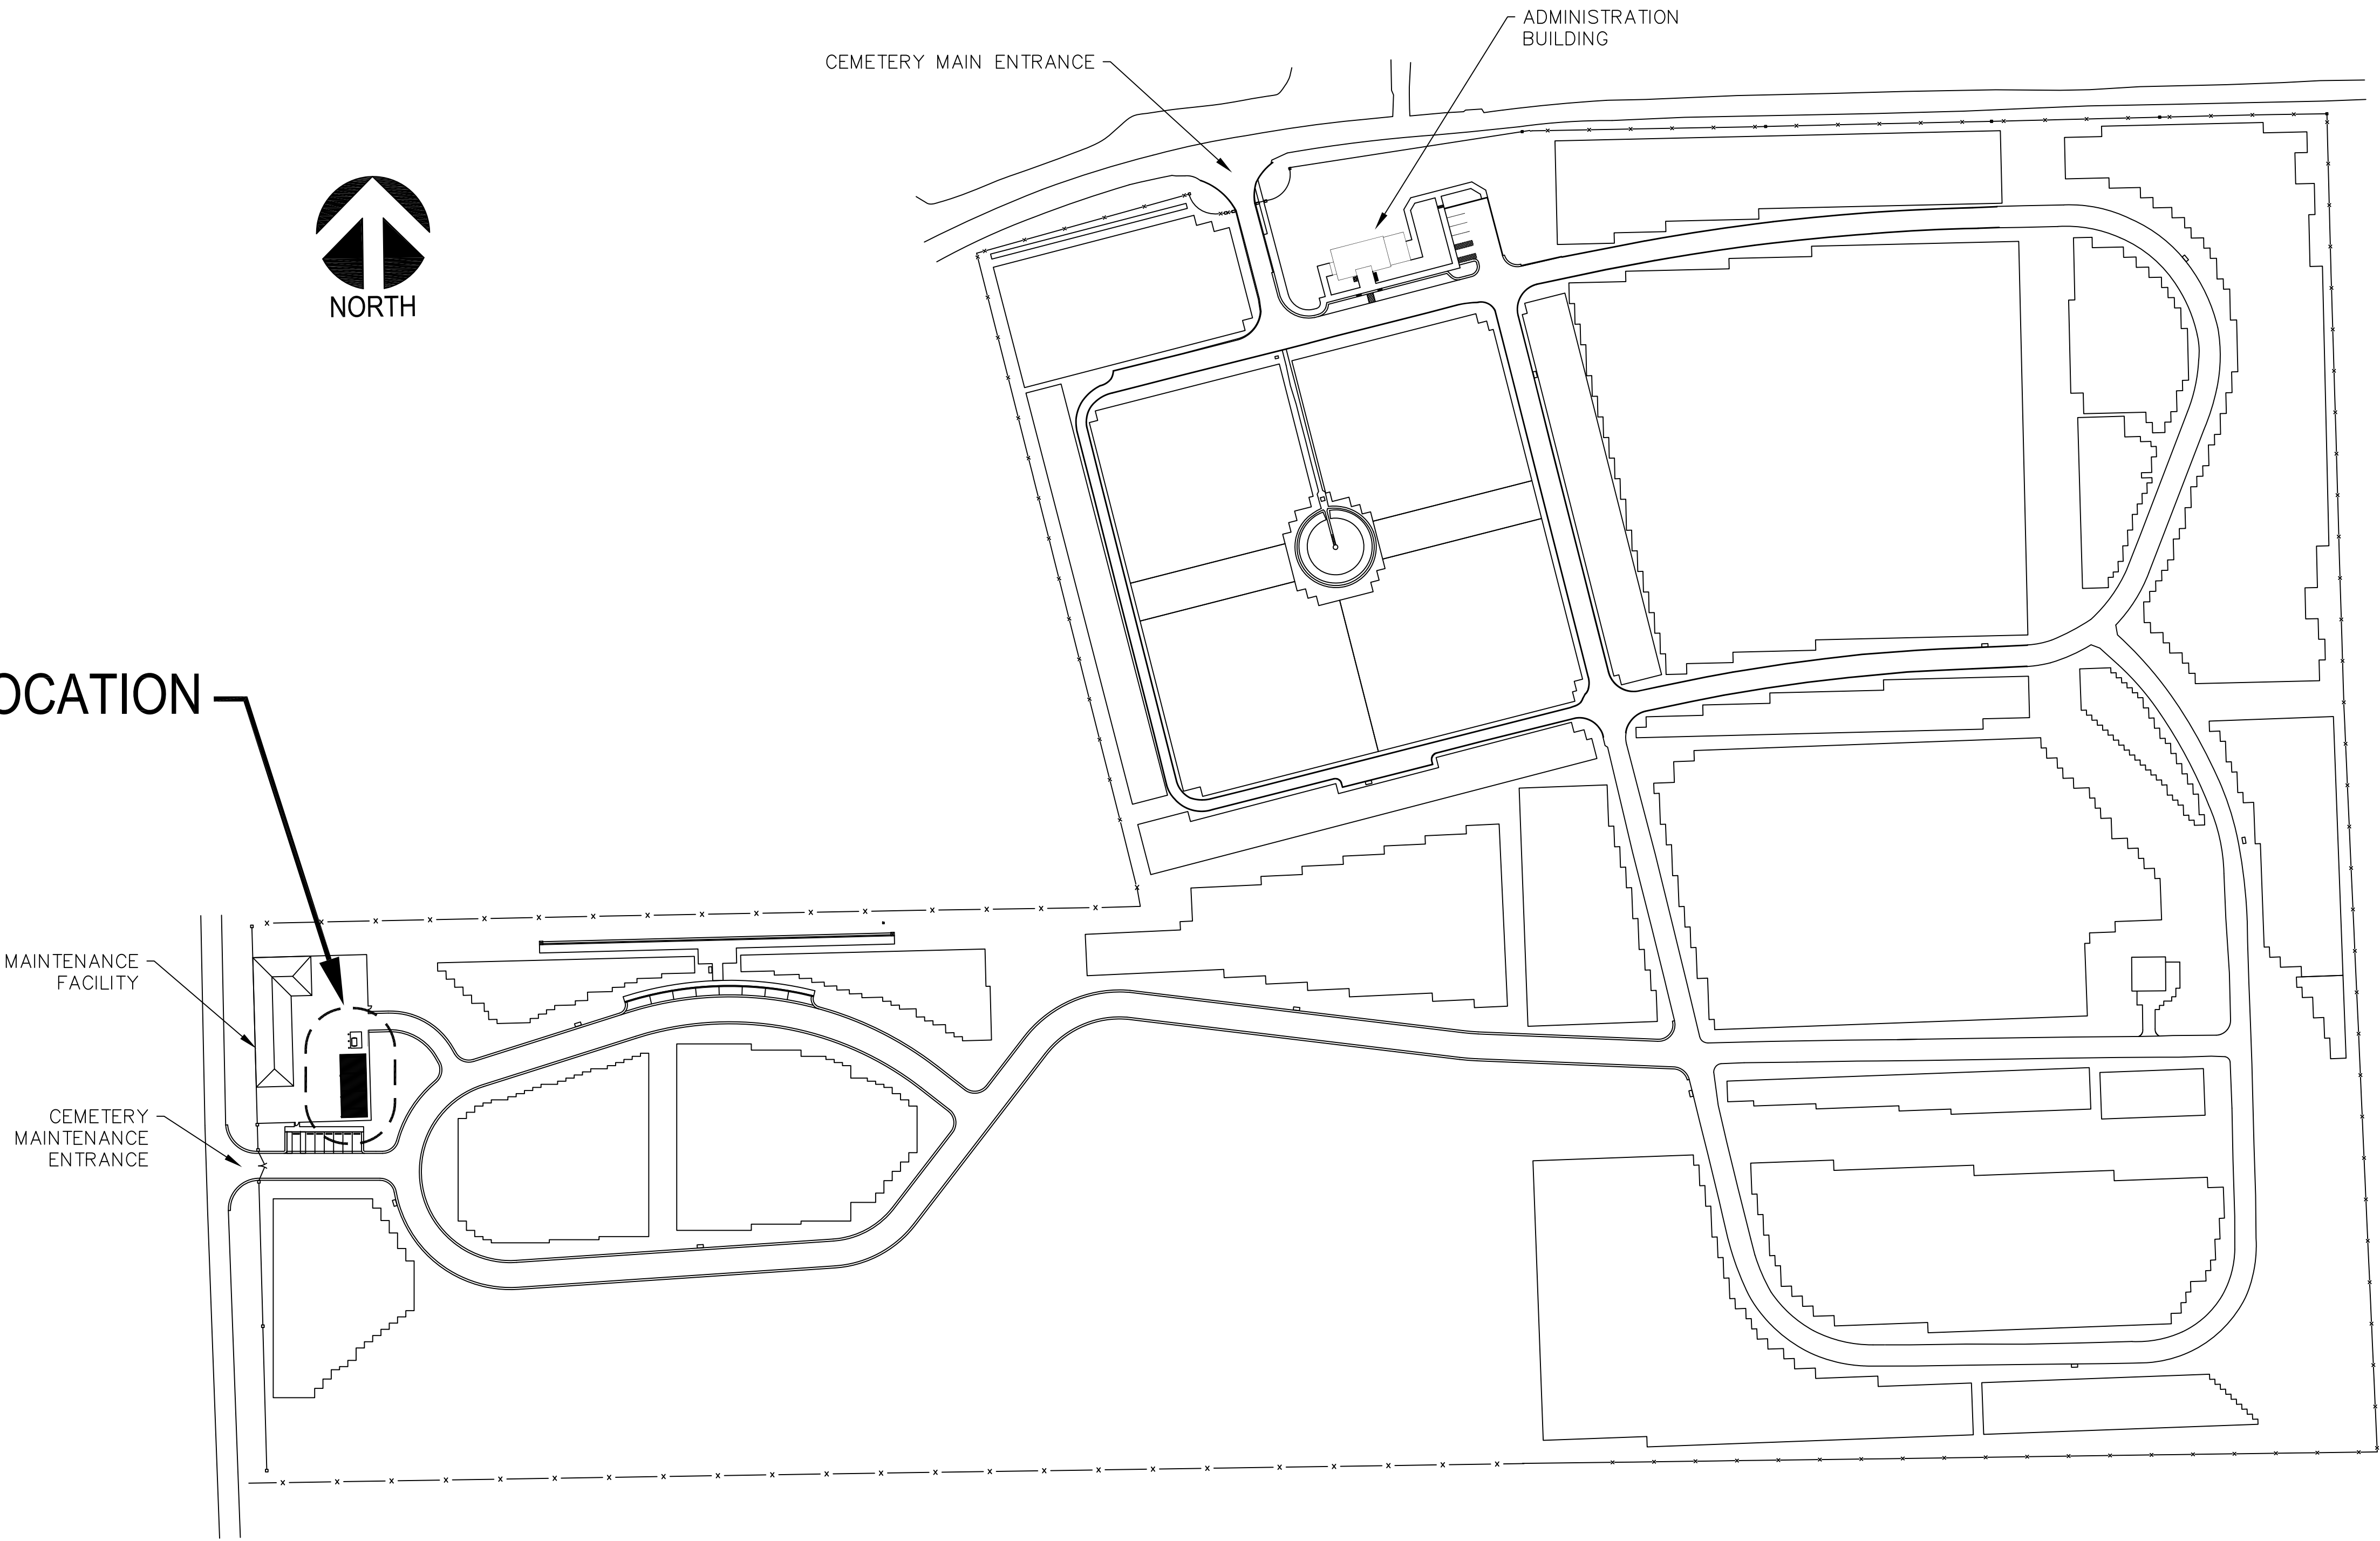 ADMINISTRATION
BUILDING
CEMETERY MAIN ENTRANCE
NORTH
OCATION
MAINTENANCE
FACILITY
CEMETERY
MAINTENANCE
ENTRANCE